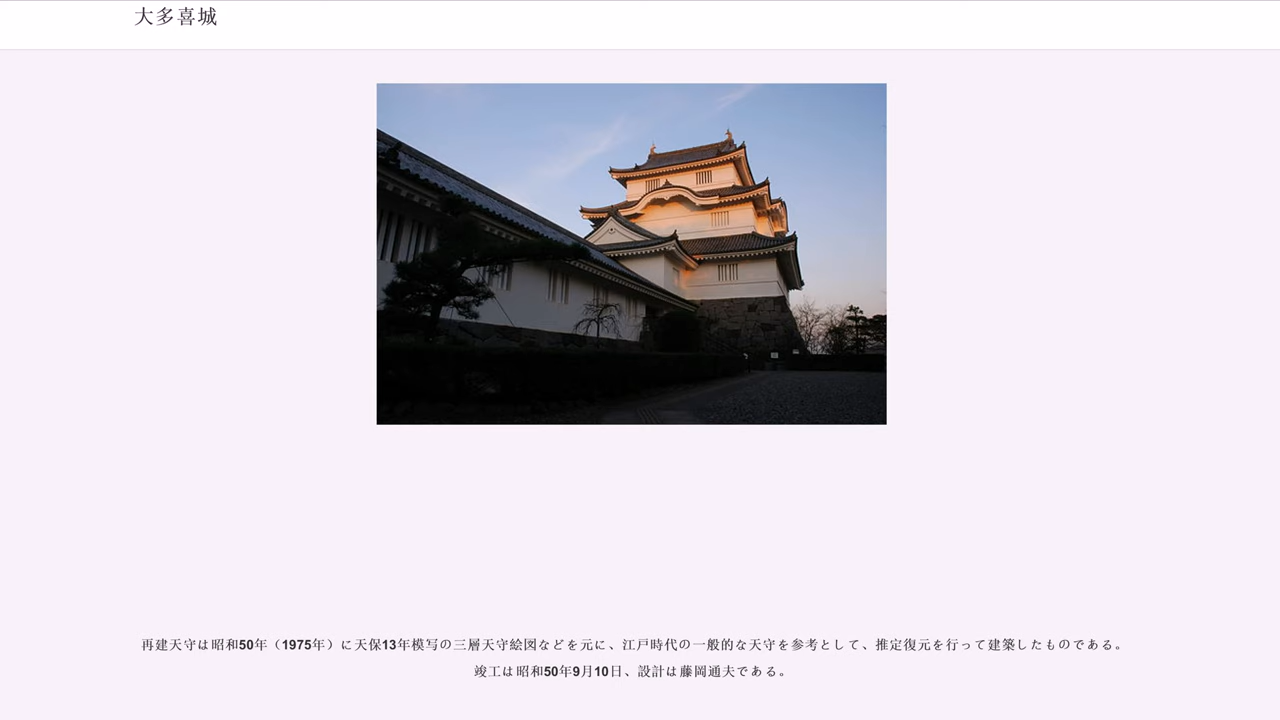 大多喜城
再建天守は昭和50年（1975年）に天保13年模写の三層天守絵図などを元に、江戸時代の一般的な天守を参考として、推定復元を行って建築したものである。
竣工は昭和50年9月10日、設計は藤岡通夫である。